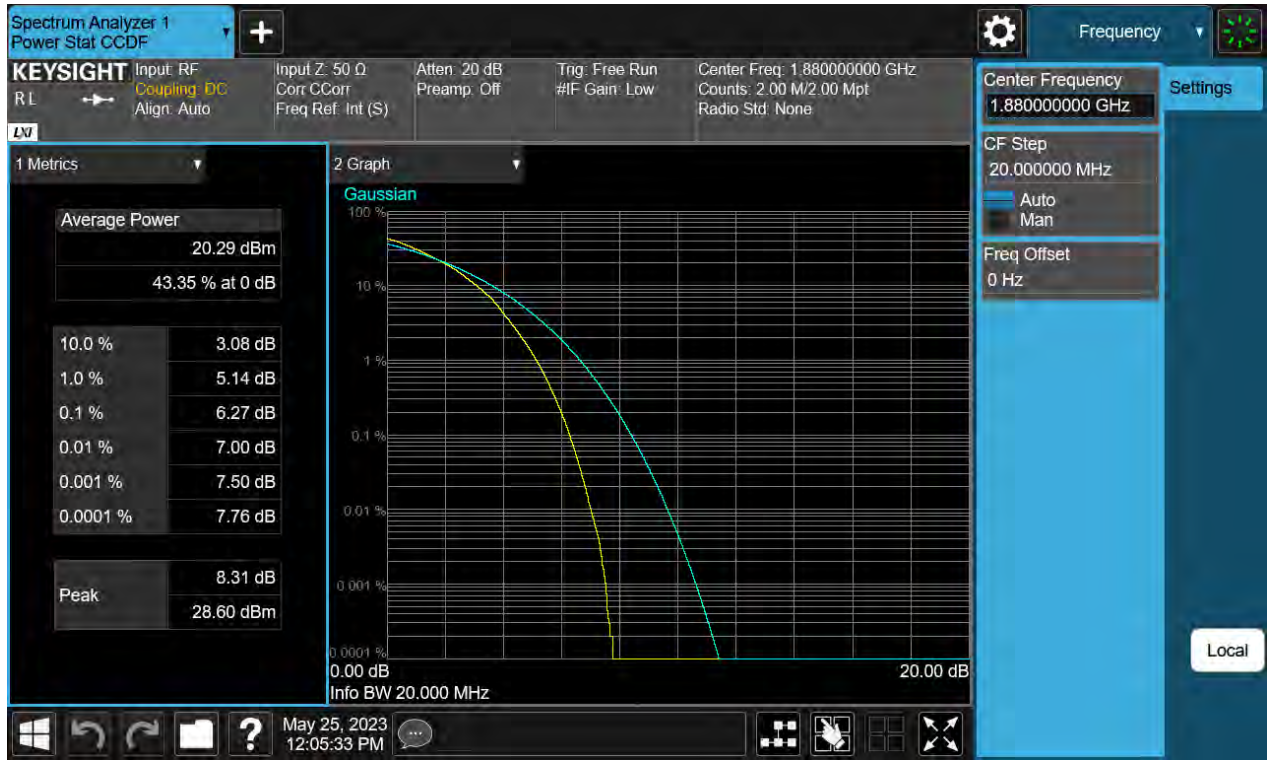 Spectrum Analyzer 1
Power Stat CCDF
Frequency
KEYSIGHT
RL
LXI
Input: RF
Coupling: DC
Align: Auto
Input Z: 50 Ω
Corr CCorr
Freq Ref: Int (S)
Atten: 20 dB
Preamp: Off
Trig: Free Run
#IF Gain: Low
Center Freq: 1.880000000 GHz
Counts: 2.00 M/2.00 Mpt
Radio Std: None
Center Frequency
1.880000000 GHz
Settings
CF Step
20.000000 MHz
Auto
Man
Freq Offset
0 Hz
1 Metrics
Average Power
20.29 dBm
43.35 % at 0 dB
10.0 % 3.08 dB
1.0 % 5.14 dB
0.1 % 6.27 dB
0.01 % 7.00 dB
0.001 % 7.50 dB
0.0001 % 7.76 dB
Peak
8.31 dB
28.60 dBm
2 Graph
Gaussian
100 %
10 %
1 %
0.1 %
0.01 %
0.001 %
0.0001 %
0.00 dB 20.00 dB
Info BW 20.000 MHz
Local
?
May 25, 2023
12:05:33 PM